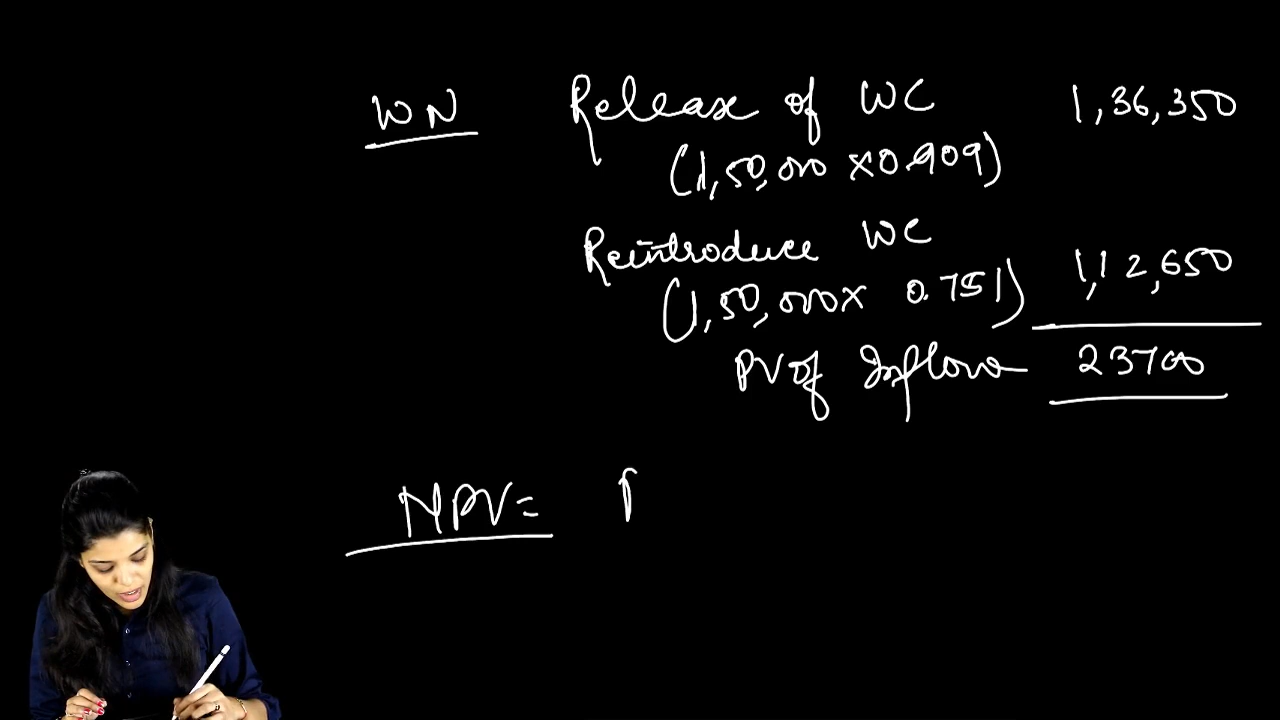 WN Release of WC 1,36,350
(1,50,000 × 0.909)
Reintroduce WC
(1,50,000 × 0.751) 1,12,650
PV of Inflow 23700
NPV =